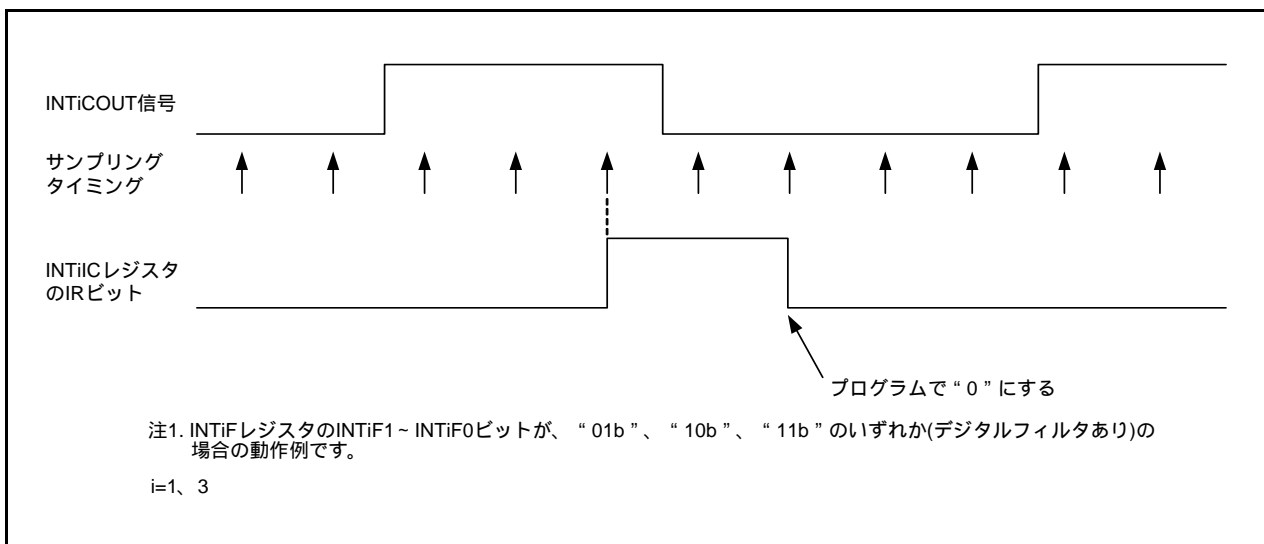 INTiCOUT信号
サンプリング
タイミング
INTiICレジスタ
のIRビット
プログラムで“0”にする
注1. INTiFレジスタのINTiF1~INTiF0ビットが、“01b”、“10b”、“11b”のいずれか(デジタルフィルタあり)の
場合の動作例です。
i=1、3